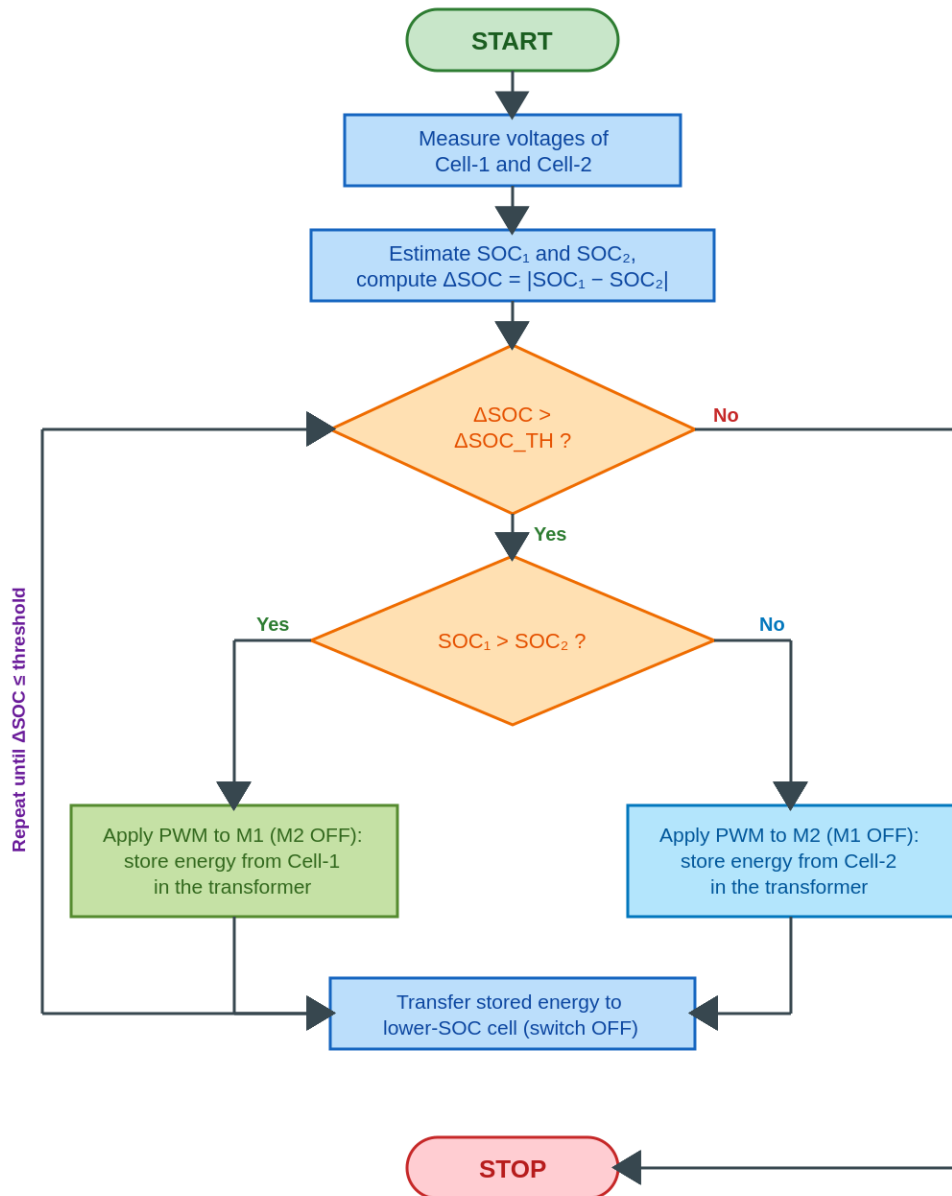 START
Measure voltages of
Cell-1 and Cell-2
Estimate SOC₁ and SOC₂,
compute ΔSOC = |SOC₁ − SOC₂|
ΔSOC >
ΔSOC_TH ?
No
Yes
SOC₁ > SOC₂ ?
Yes
No
Repeat until ΔSOC ≤ threshold
Apply PWM to M1 (M2 OFF):
store energy from Cell-1
in the transformer
Apply PWM to M2 (M1 OFF):
store energy from Cell-2
in the transformer
Transfer stored energy to
lower-SOC cell (switch OFF)
STOP